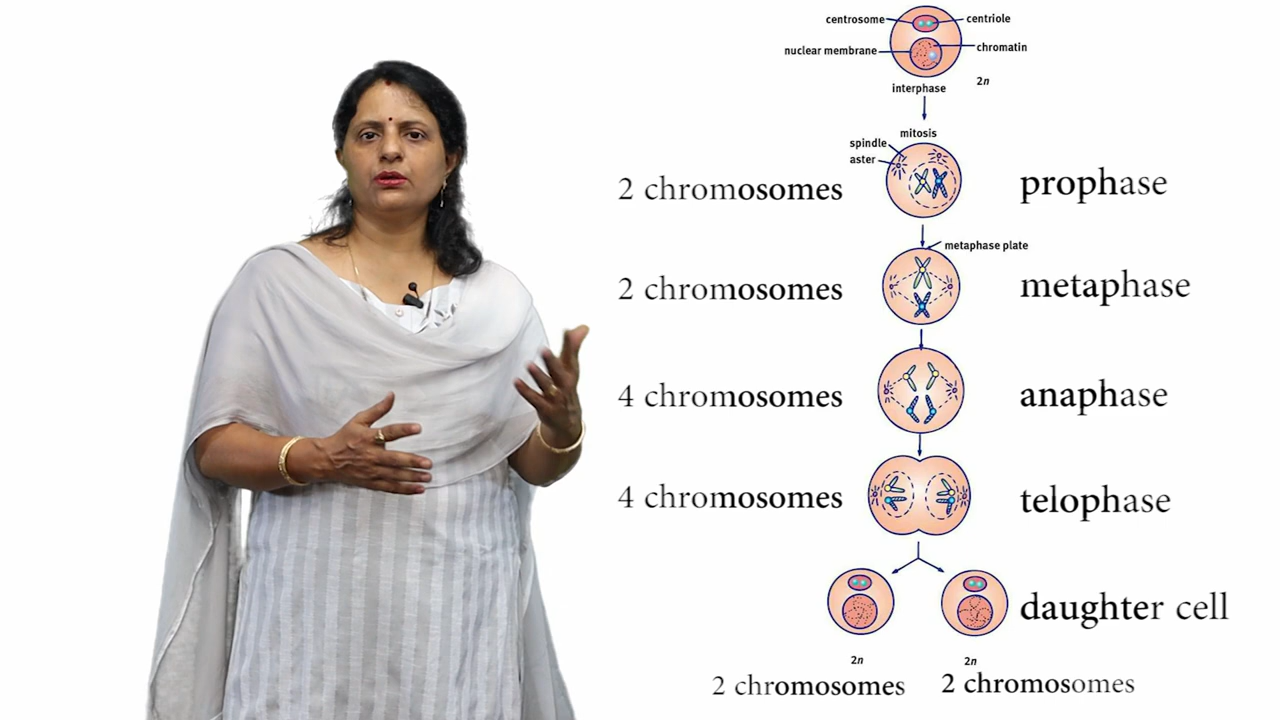 centrosome
centriole
nuclear membrane
chromatin
interphase
2n
mitosis
spindle
aster
2 chromosomes
prophase
metaphase plate
2 chromosomes
metaphase
4 chromosomes
anaphase
4 chromosomes
telophase
daughter cell
2n
2n
2 chromosomes
2 chromosomes